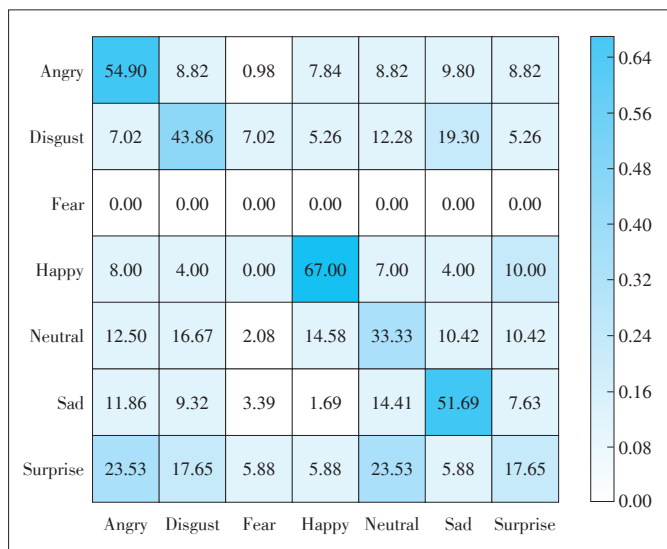 Angry 54.90 8.82 0.98 7.84 8.82 9.80 8.82
Disgust 7.02 43.86 7.02 5.26 12.28 19.30 5.26
Fear 0.00 0.00 0.00 0.00 0.00 0.00 0.00
Happy 8.00 4.00 0.00 67.00 7.00 4.00 10.00
Neutral 12.50 16.67 2.08 14.58 33.33 10.42 10.42
Sad 11.86 9.32 3.39 1.69 14.41 51.69 7.63
Surprise 23.53 17.65 5.88 5.88 23.53 5.88 17.65
Angry Disgust Fear Happy Neutral Sad Surprise
0.64
0.56
0.48
0.40
0.32
0.24
0.16
0.08
0.00